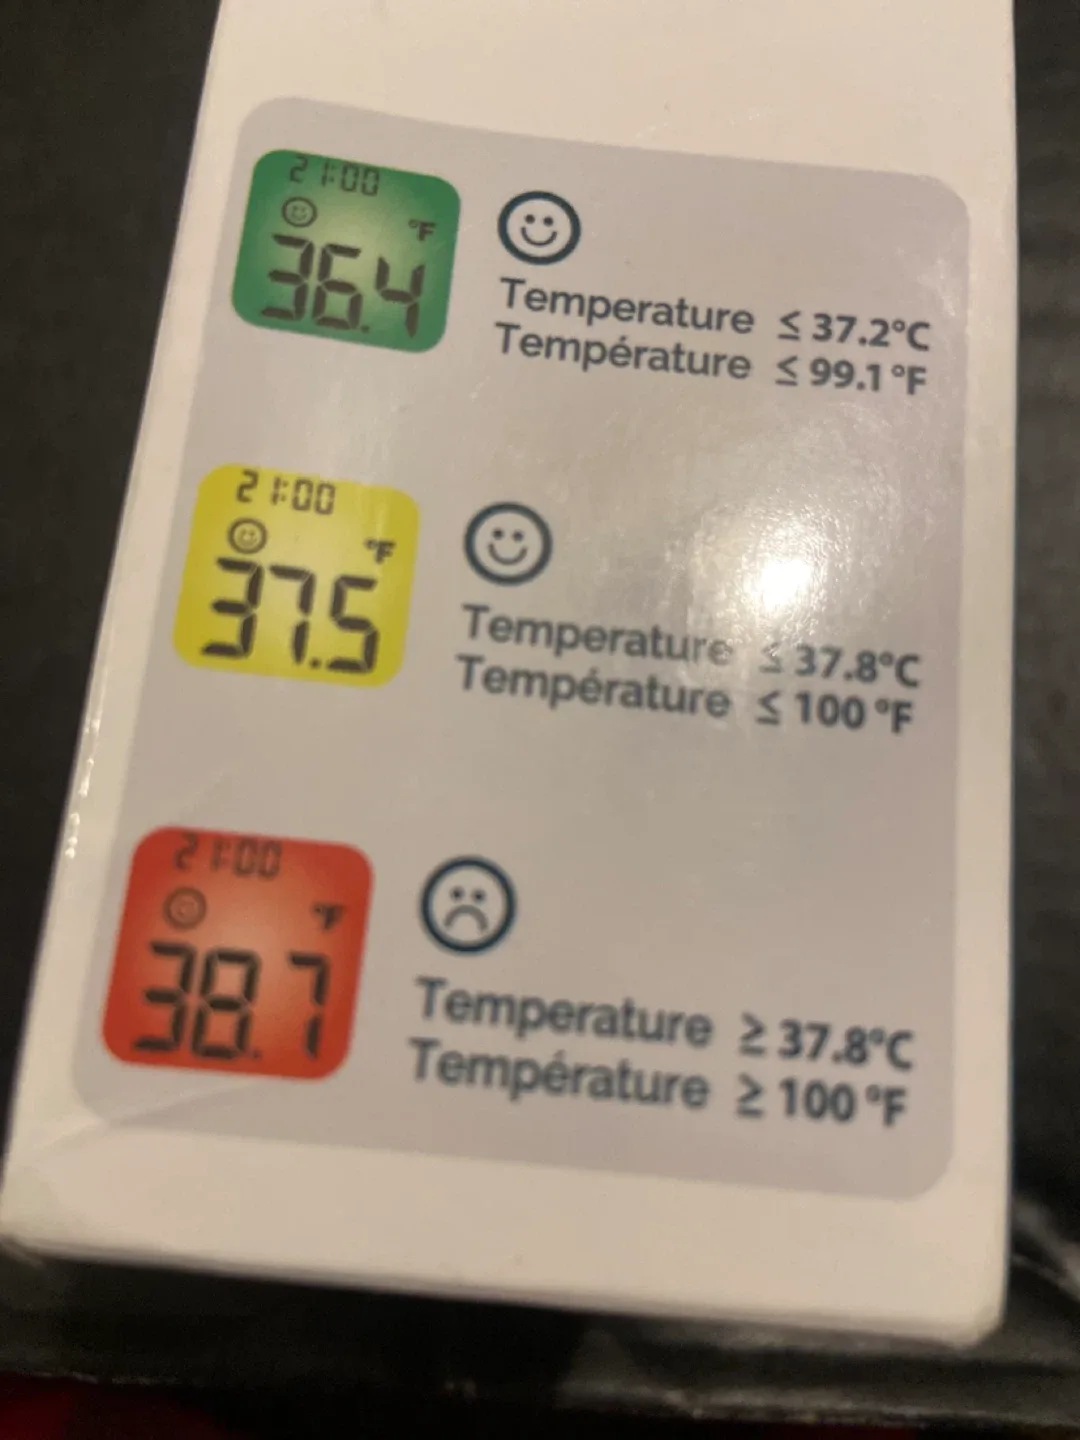 21:00
°F
36.4
Temperature ≤ 37.2°C
Température ≤ 99.1 °F
21:00
°F
37.5
Temperature ≤ 37.8°C
Température ≤ 100 °F
21:00
°F
38.7
Temperature ≥ 37.8°C
Température ≥ 100 °F